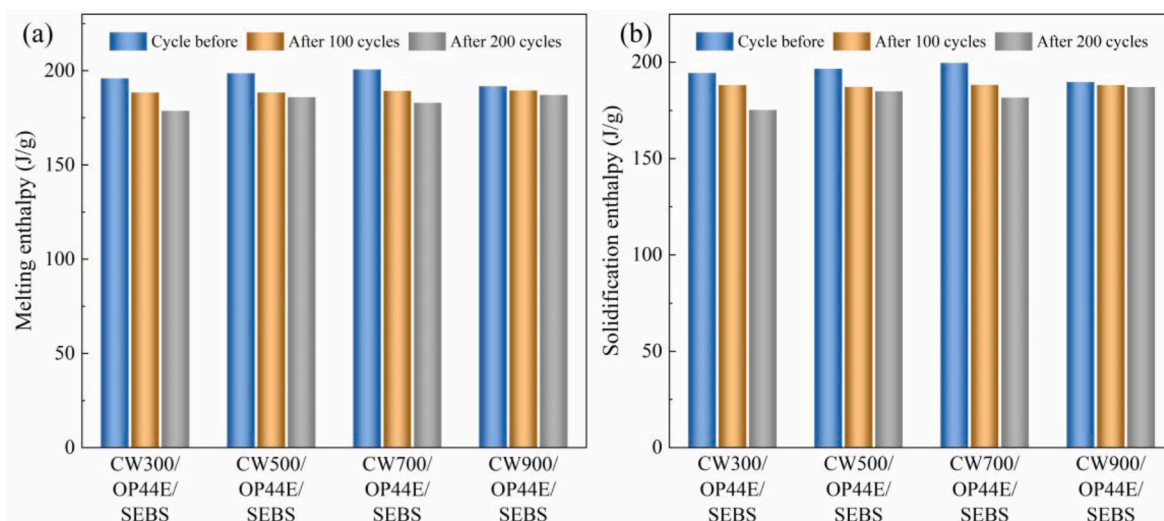 (a)
Cycle before
After 100 cycles
After 200 cycles
Melting enthalpy (J/g)
200
150
100
50
0
CW300/
OP44E/
SEBS
CW500/
OP44E/
SEBS
CW700/
OP44E/
SEBS
CW900/
OP44E/
SEBS
(b)
Cycle before
After 100 cycles
After 200 cycles
Solidification enthalpy (J/g)
200
150
100
50
0
CW300/
OP44E/
SEBS
CW500/
OP44E/
SEBS
CW700/
OP44E/
SEBS
CW900/
OP44E/
SEBS